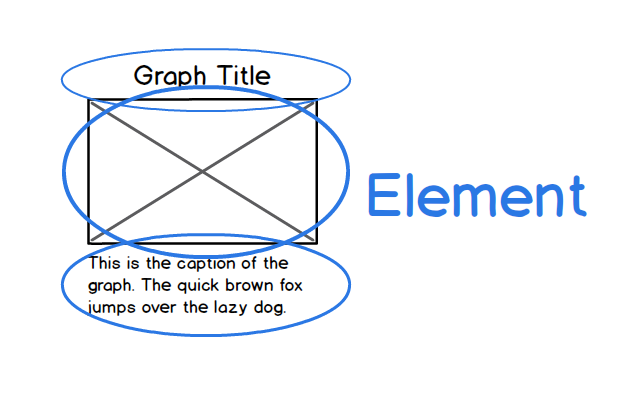 Graph Title
Element
This is the caption of the
graph. The quick brown fox
jumps over the lazy dog.